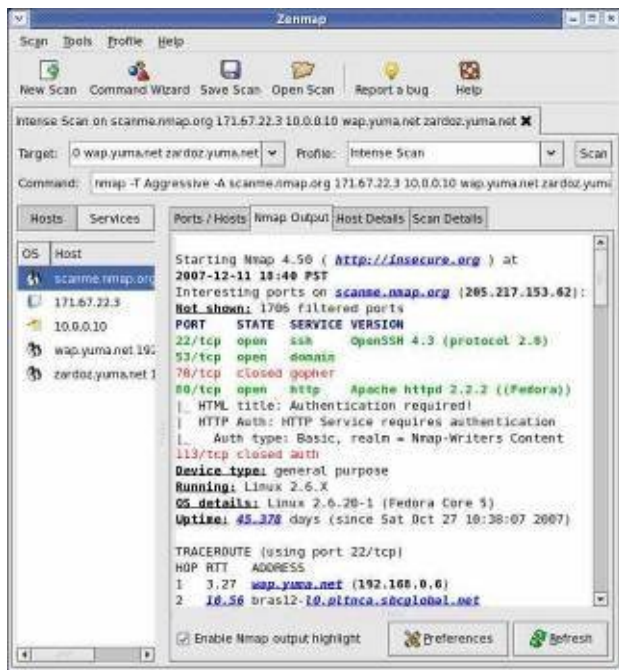 Zenmap
Scan Tools Profile Help
New Scan Command Wizard Save Scan Open Scan Report a bug Help
Intense Scan on scanme.nmap.org 171.67.22.3 10.0.0.10 wap.yuma.net zardoz.yuma.net
Target: 0 wap.yuma.net zardoz.yuma.net Profile: Intense Scan Scan
Command: nmap -T Aggressive -A scanme.nmap.org 171.67.22.3 10.0.0.10 wap.yuma.net zardoz.yuma
Hosts Services
OS Host
scanme.nmap.org
171.67.22.3
10.0.0.10
wap.yuma.net 192
zardoz.yuma.net 1
Ports / Hosts Nmap Output Host Details Scan Details
Starting Nmap 4.50 ( http://insecure.org ) at
2007-12-11 18:40 PST
Interesting ports on scanme.nmap.org (205.217.153.62):
Not shown: 1706 filtered ports
PORT STATE SERVICE VERSION
22/tcp open ssh OpenSSH 4.3 (protocol 2.0)
53/tcp open domain
70/tcp closed gopher
80/tcp open http Apache httpd 2.2.2 ((Fedora))
|_ HTML title: Authentication required!
| HTTP Auth: HTTP Service requires authentication
|_ Auth type: Basic, realm = Nmap-Writers Content
113/tcp closed auth
Device type: general purpose
Running: Linux 2.6.X
OS details: Linux 2.6.20-1 (Fedora Core 5)
Uptime: 45.378 days (since Sat Oct 27 10:38:07 2007)
TRACEROUTE (using port 22/tcp)
HOP RTT ADDRESS
1 3.27 wap.yuma.net (192.168.0.6)
2 10.56 bras12-l0.pltnca.sbcglobal.net
Enable Nmap output highlight Preferences Refresh